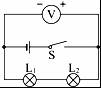 − V +
S
L₁ L₂